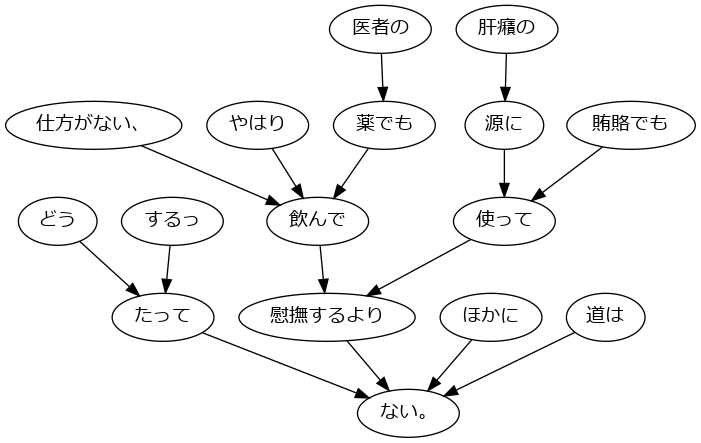 医者の 肝癪の
仕方がない、 やはり 薬でも 源に 賄賂でも
どう するっ 飲んで 使って
たって 慰撫するより ほかに 道は
ない。